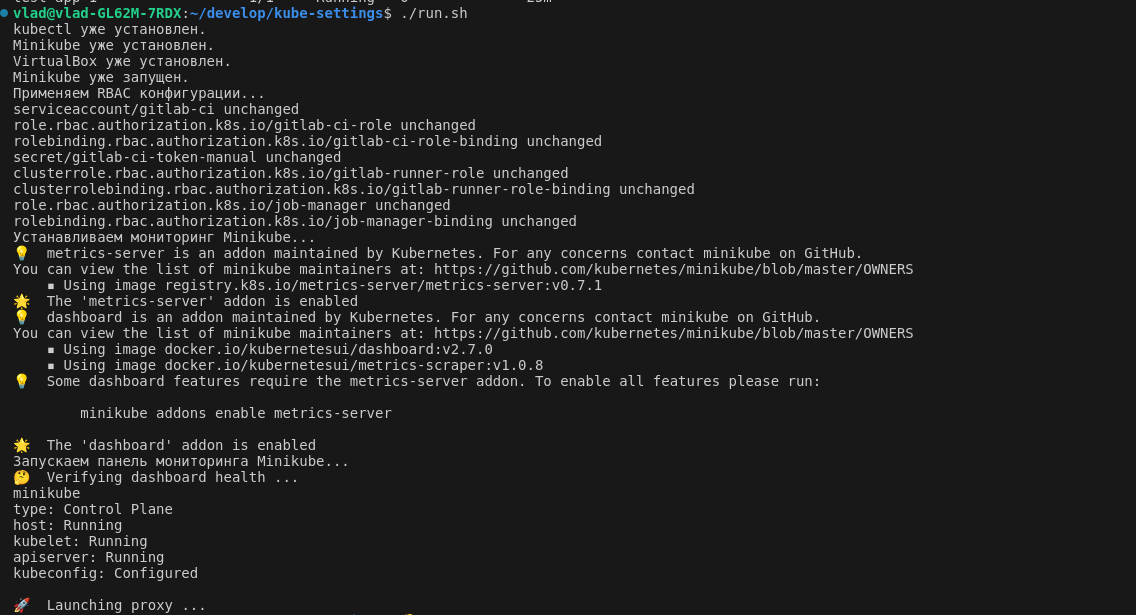 vlad@vlad-GL62M-7RDX:~/develop/kube-settings$ ./run.sh
kubectl уже установлен.
Minikube уже установлен.
VirtualBox уже установлен.
Minikube уже запущен.
Применяем RBAC конфигурации...
serviceaccount/gitlab-ci unchanged
role.rbac.authorization.k8s.io/gitlab-ci-role unchanged
rolebinding.rbac.authorization.k8s.io/gitlab-ci-role-binding unchanged
secret/gitlab-ci-token-manual unchanged
clusterrole.rbac.authorization.k8s.io/gitlab-runner-role unchanged
clusterrolebinding.rbac.authorization.k8s.io/gitlab-runner-role-binding unchanged
role.rbac.authorization.k8s.io/job-manager unchanged
rolebinding.rbac.authorization.k8s.io/job-manager-binding unchanged
Устанавливаем мониторинг Minikube...
💡  metrics-server is an addon maintained by Kubernetes. For any concerns contact minikube on GitHub.
You can view the list of minikube maintainers at: https://github.com/kubernetes/minikube/blob/master/OWNERS
    ▪ Using image registry.k8s.io/metrics-server/metrics-server:v0.7.1
🌟  The 'metrics-server' addon is enabled
💡  dashboard is an addon maintained by Kubernetes. For any concerns contact minikube on GitHub.
You can view the list of minikube maintainers at: https://github.com/kubernetes/minikube/blob/master/OWNERS
    ▪ Using image docker.io/kubernetesui/dashboard:v2.7.0
    ▪ Using image docker.io/kubernetesui/metrics-scraper:v1.0.8
💡  Some dashboard features require the metrics-server addon. To enable all features please run:
        minikube addons enable metrics-server
🌟  The 'dashboard' addon is enabled
Запускаем панель мониторинга Minikube...
🤔  Verifying dashboard health ...
minikube
type: Control Plane
host: Running
kubelet: Running
apiserver: Running
kubeconfig: Configured
🚀  Launching proxy ...